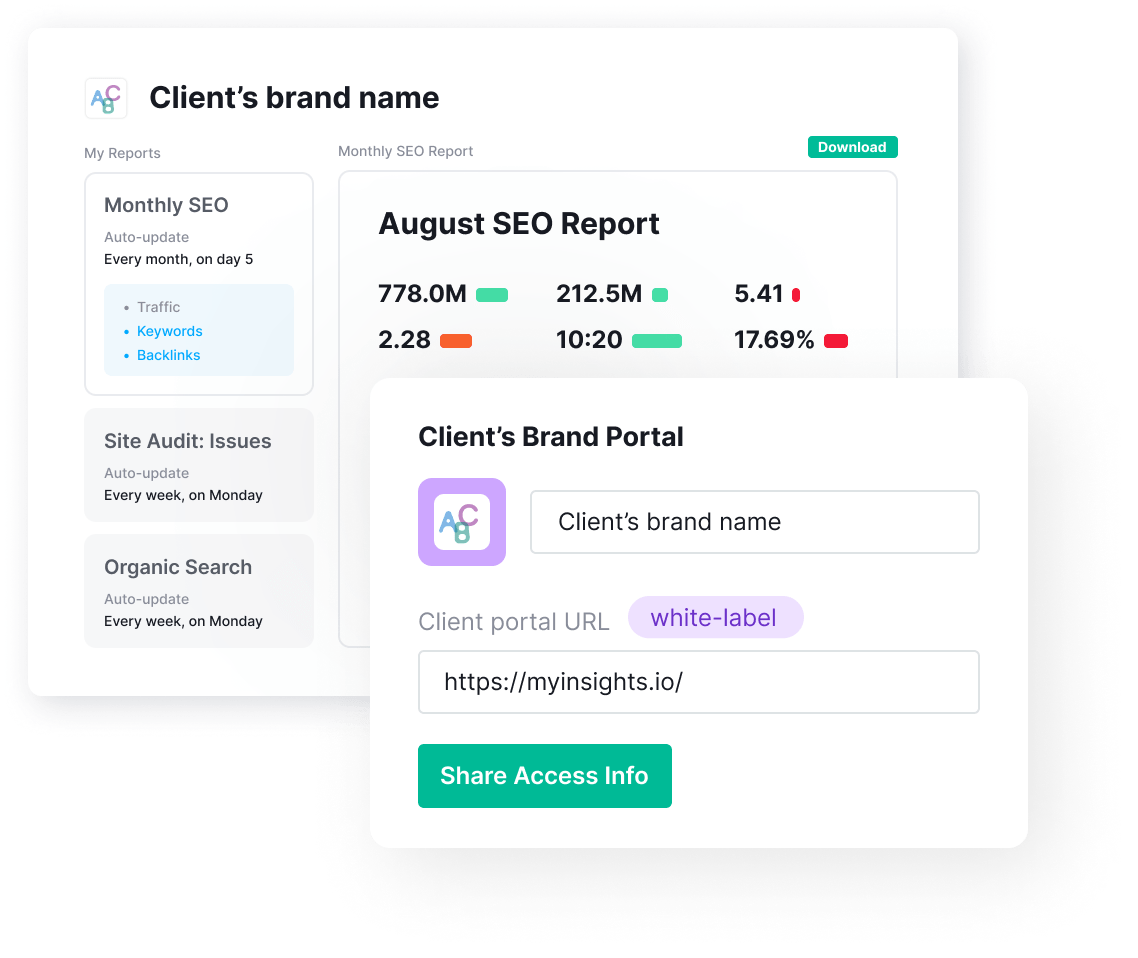 ACB
Client’s brand name
My Reports
Monthly SEO
Auto-update
Every month, on day 5
• Traffic
• Keywords
• Backlinks
Site Audit: Issues
Auto-update
Every week, on Monday
Organic Search
Auto-update
Every week, on Monday
Monthly SEO Report
Download
August SEO Report
778.0M 212.5M 5.41
2.28 10:20 17.69%
Client’s Brand Portal
ACB
Client’s brand name
Client portal URL white-label
https://myinsights.io/
Share Access Info